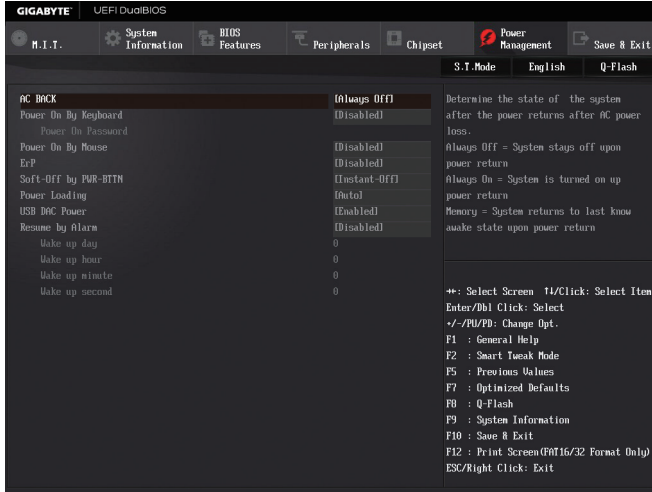 GIGABYTE™ UEFI DualBIOS
M.I.T. System Information BIOS Features Peripherals Chipset Power Management Save & Exit
S.T.Mode English Q-Flash
AC BACK [Always Off]
Power On By Keyboard [Disabled]
Power On Password
Power On By Mouse [Disabled]
ErP [Disabled]
Soft-Off by PWR-BTTN [Instant-Off]
Power Loading [Auto]
USB DAC Power [Enabled]
Resume by Alarm [Disabled]
Wake up day 0
Wake up hour 0
Wake up minute 0
Wake up second 0
Determine the state of the system
after the power returns after AC power
loss.
Always Off = System stays off upon
power return
Always On = System is turned on up
power return
Memory = System returns to last know
awake state upon power return
→←: Select Screen ↑↓/Click: Select Item
Enter/Dbl Click: Select
+/-/PU/PD: Change Opt.
F1 : General Help
F2 : Smart Tweak Mode
F5 : Previous Values
F7 : Optimized Defaults
F8 : Q-Flash
F9 : System Information
F10 : Save & Exit
F12 : Print Screen(FAT16/32 Format Only)
ESC/Right Click: Exit